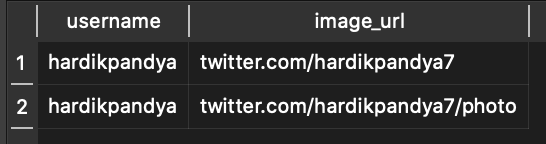 username image_url
1 hardikpandya twitter.com/hardikpandya7
2 hardikpandya twitter.com/hardikpandya7/photo